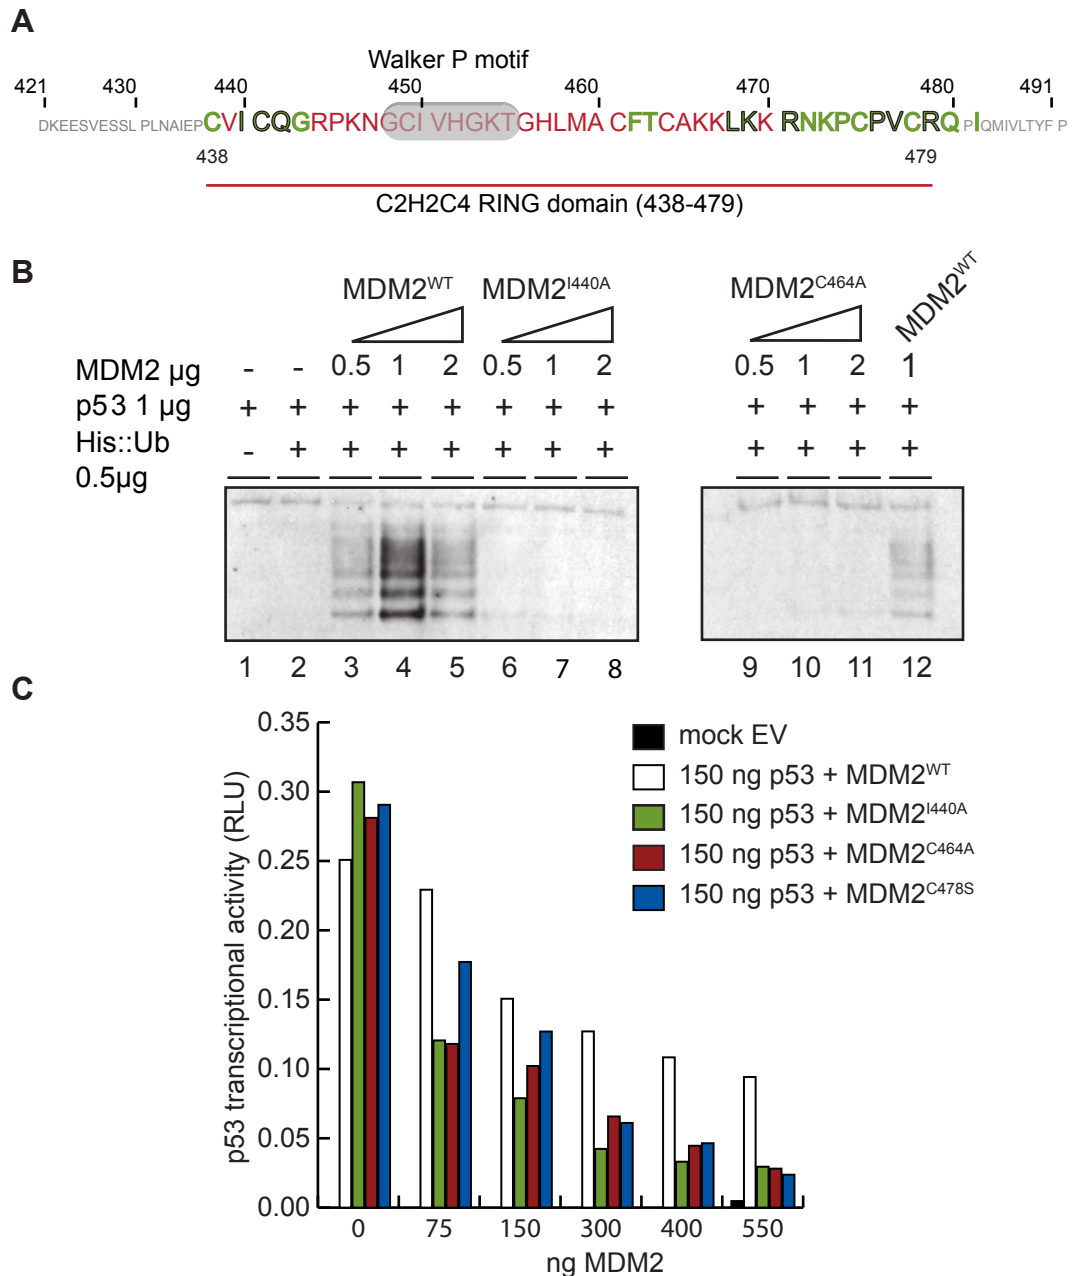 A
Walker P motif
421 430 440 450 460 470 480 491
DKEESVESSL PLNAIEPCVI CQGRPKNGCI VHGKTGHLMA CFTCAKKLKK RNKPCPVCRQ PIQMIVLTYF P
438 479
C2H2C4 RING domain (438-479)
B
MDM2WT MDM2I440A MDM2C464A MDM2WT
MDM2 µg - - 0.5 1 2 0.5 1 2 0.5 1 2 1
p53 1 µg + + + + + + + + + + + +
His::Ub - + + + + + + + + + + +
0.5µg
1 2 3 4 5 6 7 8 9 10 11 12
C
mock EV
150 ng p53 + MDM2WT
150 ng p53 + MDM2I440A
150 ng p53 + MDM2C464A
150 ng p53 + MDM2C478S
p53 transcriptional activity (RLU)
0.35
0.30
0.25
0.20
0.15
0.10
0.05
0.00
0 75 150 300 400 550
ng MDM2